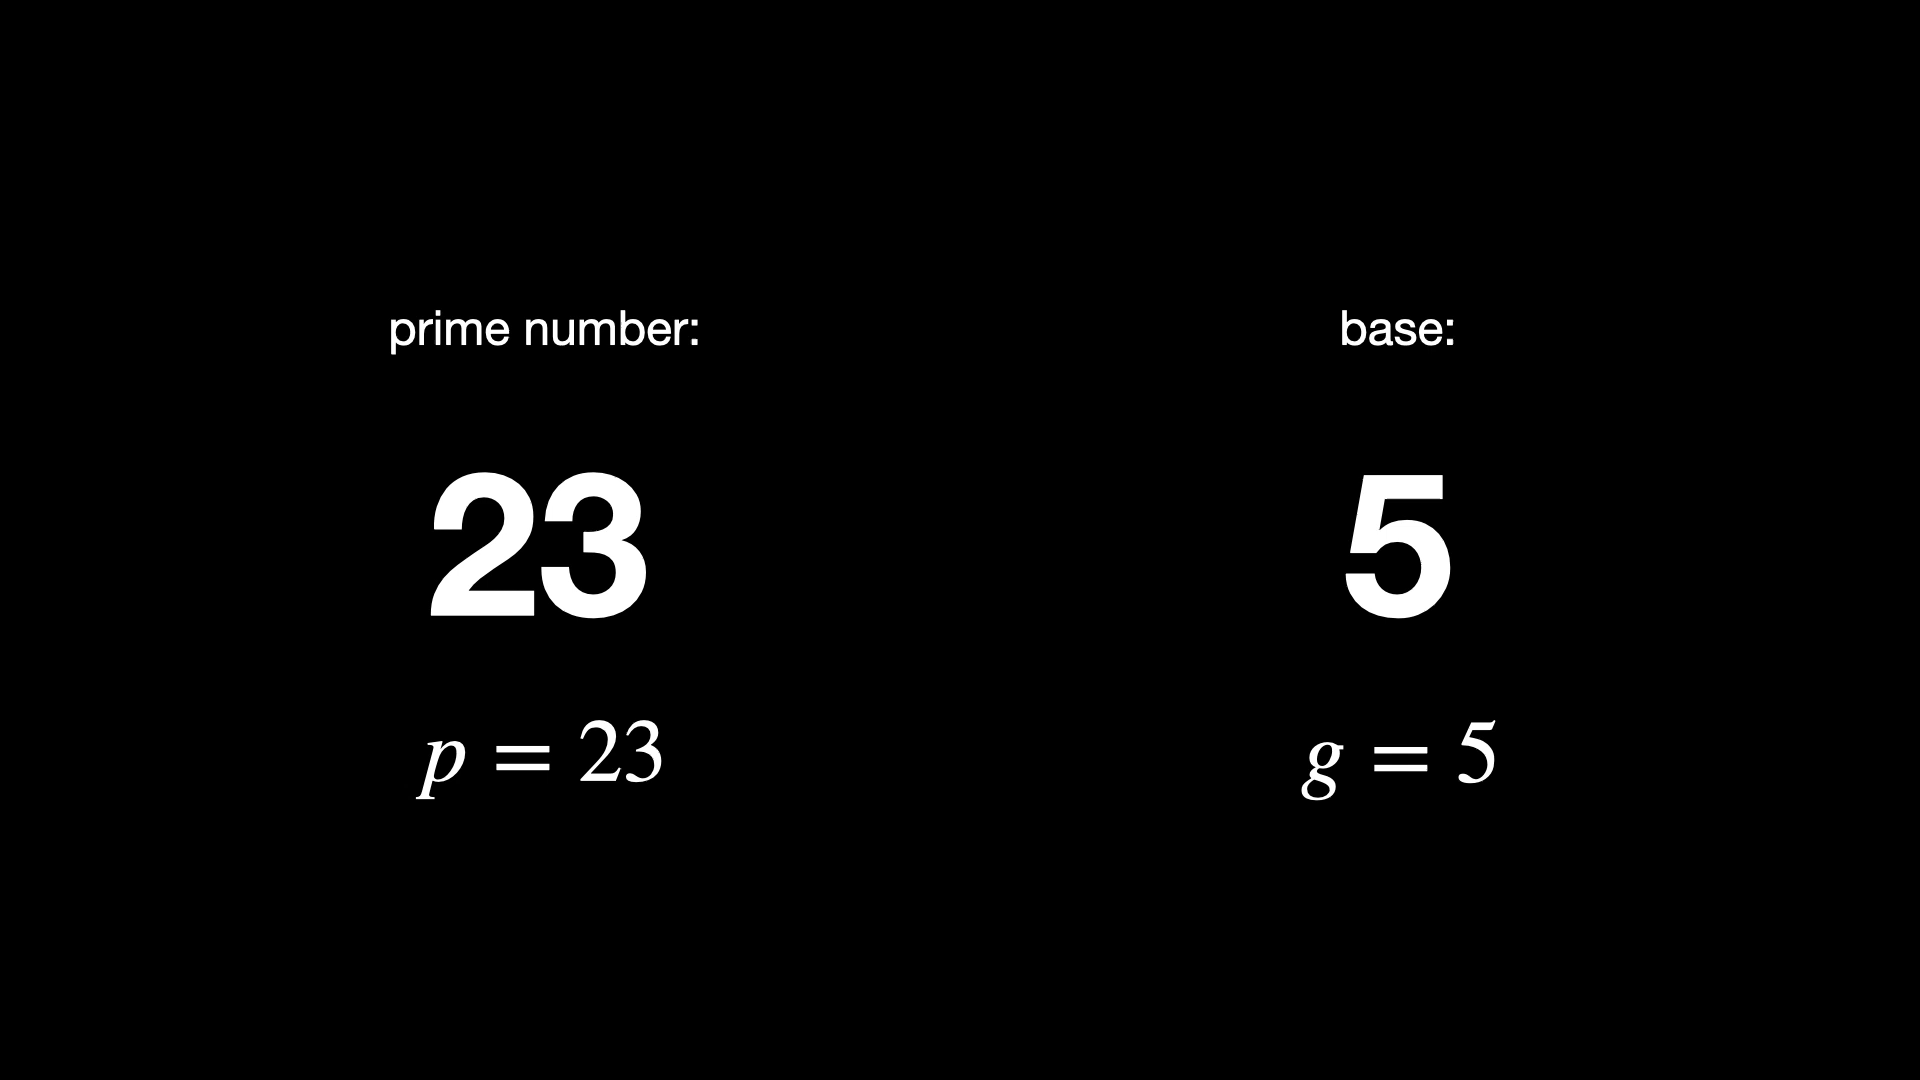 prime number:
23
p = 23
base:
5
g = 5